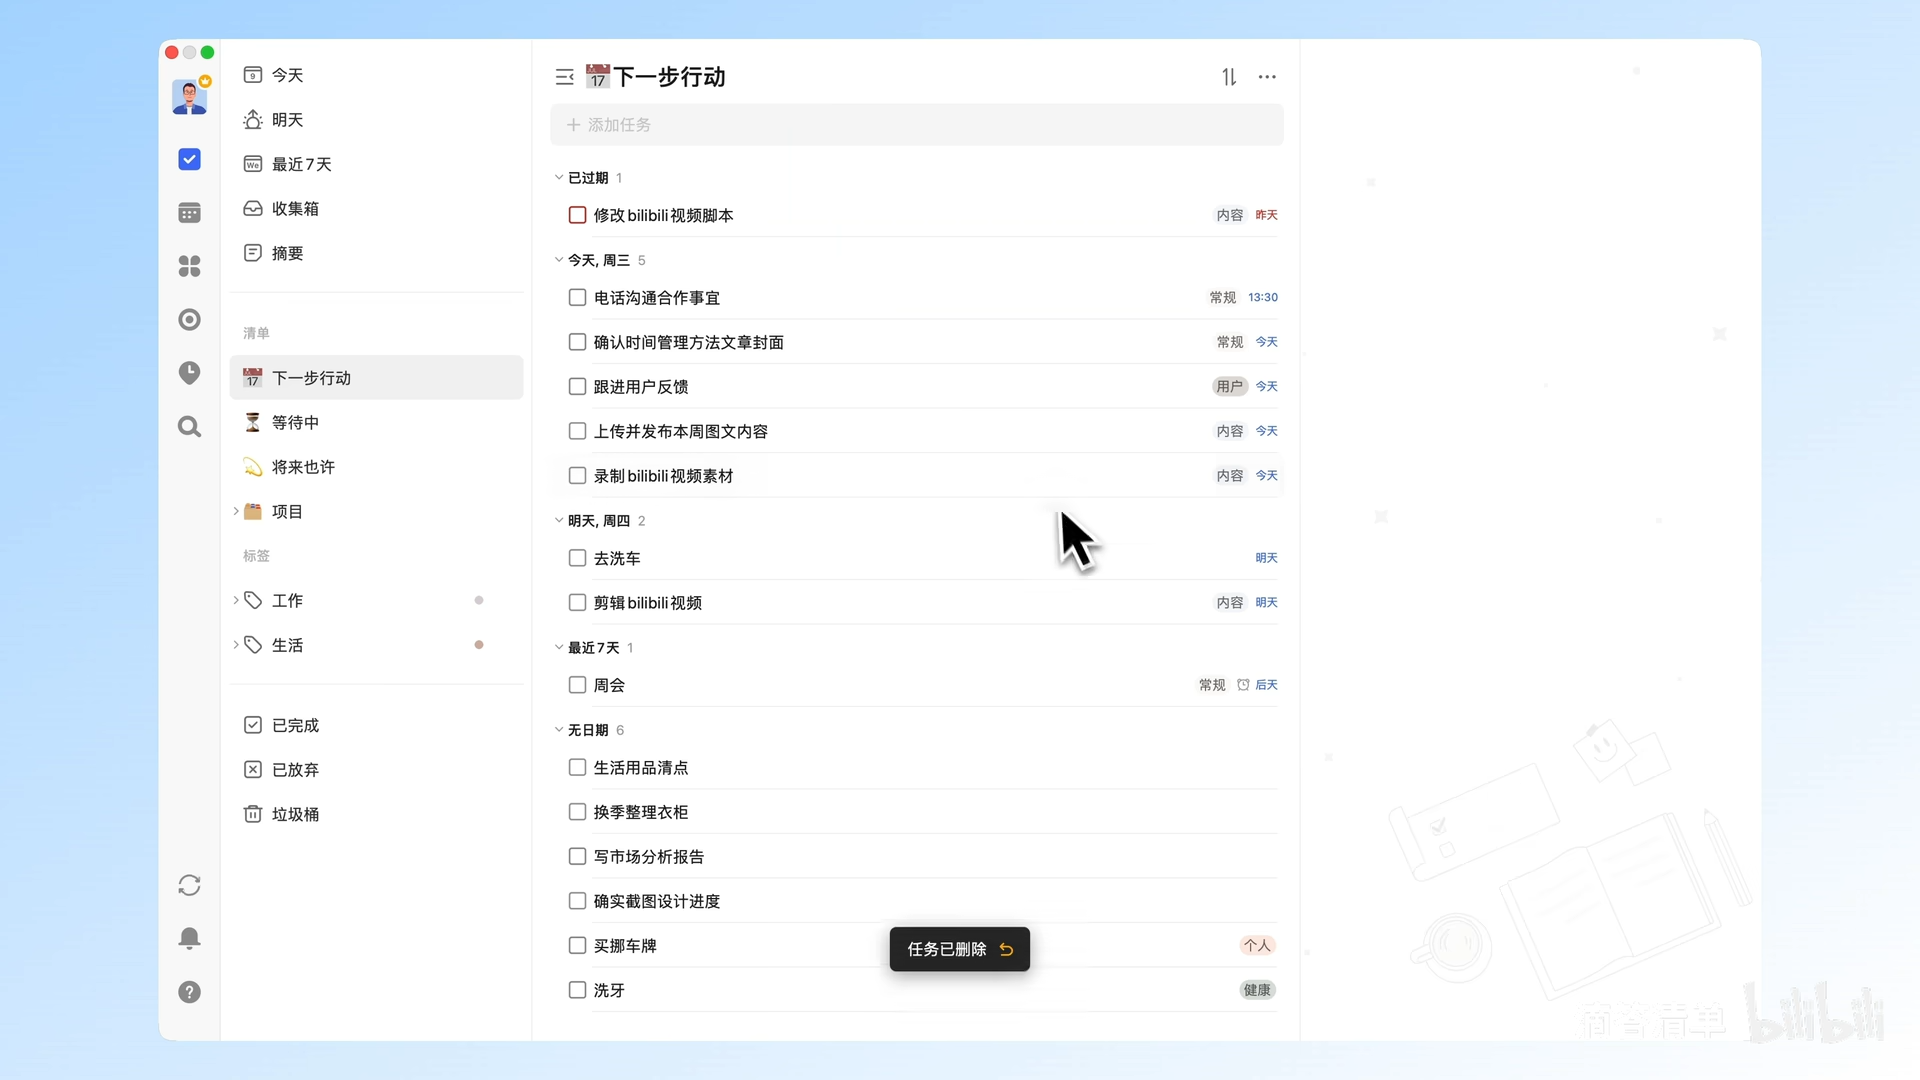 9 今天
明天
We 最近7天
收集箱
摘要
清单
17 下一步行动
等待中
将来也许
项目
标签
工作
生活
已完成
已放弃
垃圾桶
17 下一步行动
添加任务
已过期 1
修改bilibili视频脚本 内容 昨天
今天, 周三 5
电话沟通合作事宜 常规 13:30
确认时间管理方法文章封面 常规 今天
跟进用户反馈 用户 今天
上传并发布本周图文内容 内容 今天
录制bilibili视频素材 内容 今天
明天, 周四 2
去洗车 明天
剪辑bilibili视频 内容 明天
最近7天 1
周会 常规 后天
无日期 6
生活用品清点
换季整理衣柜
写市场分析报告
确实截图设计进度
买挪车牌 个人
洗牙 健康
任务已删除
滴答清单 bilibili